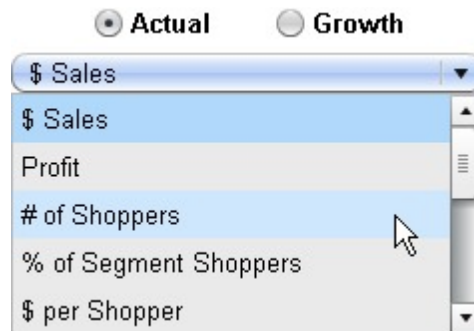 Actual Growth
$ Sales
$ Sales
Profit
# of Shoppers
% of Segment Shoppers
$ per Shopper